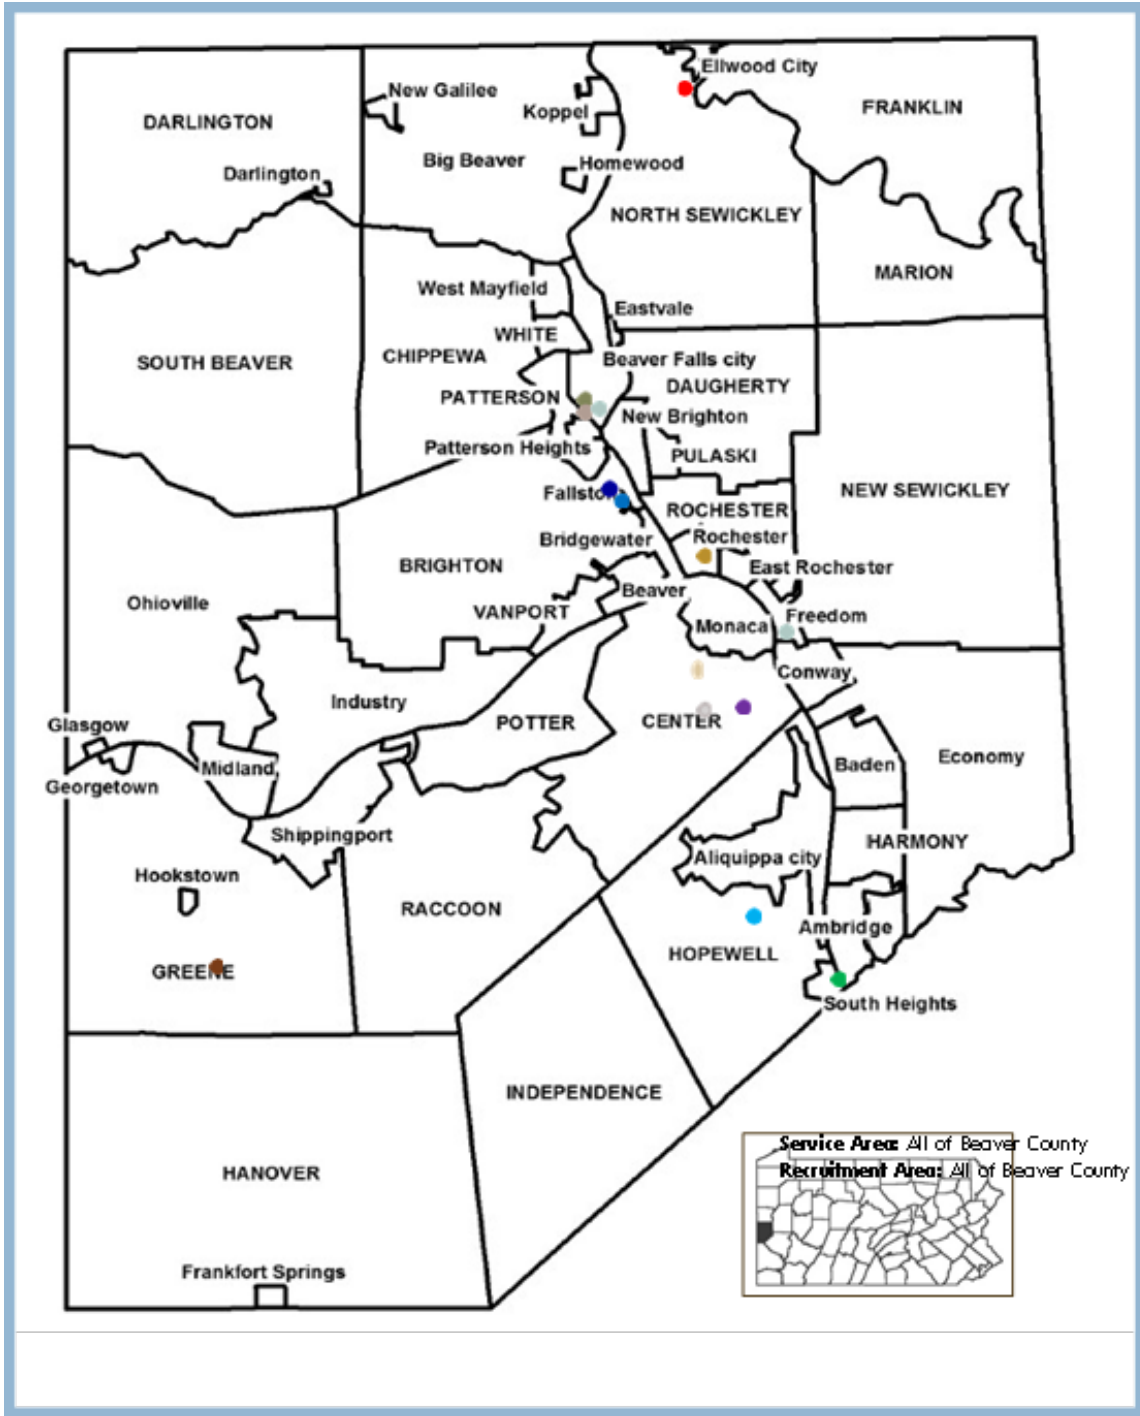 Ellwood City
New Galilee
FRANKLIN
Koppel
DARLINGTON
Big Beaver
Homewood
Darlington
NORTH SEWICKLEY
MARION
West Mayfield
Eastvale
WHITE
CHIPPEWA
Beaver Falls city
SOUTH BEAVER
DAUGHERTY
PATTERSON
New Brighton
Patterson Heights
PULASKI
NEW SEWICKLEY
Fallsto
ROCHESTER
Rochester
Bridgewater
BRIGHTON
East Rochester
Beaver
Ohioville
VANPORT
Freedom
Monaca
Conway
Industry
CENTER
POTTER
Glasgow
Economy
Baden
Midland
Georgetown
Shippingport
HARMONY
Aliquippa city
Hookstown
RACCOON
Ambridge
HOPEWELL
GREENE
South Heights
INDEPENDENCE
Service Area: All of Beaver County
Recruitment Area: All of Beaver County
HANOVER
Frankfort Springs